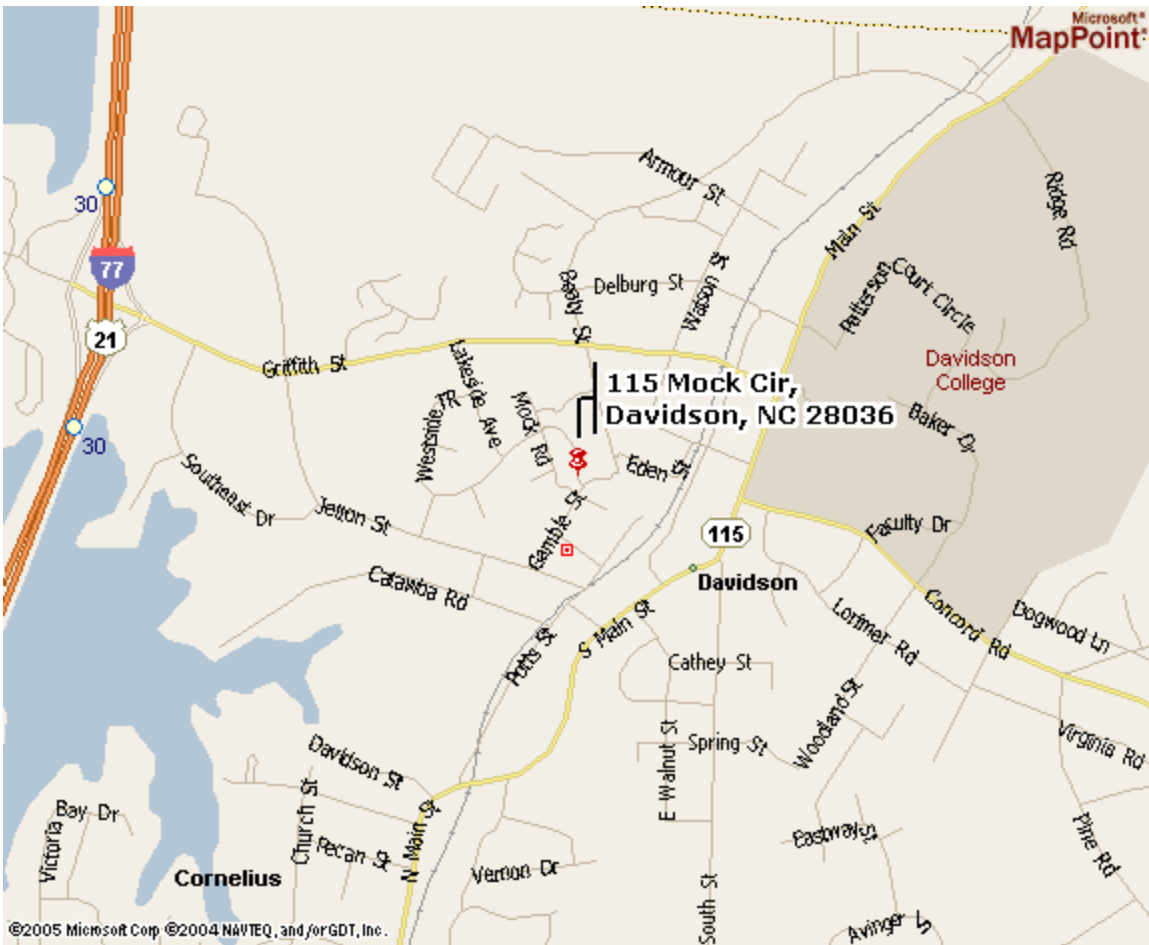 Microsoft®
MapPoint®
Armour St
Ridge Rd
30
Main St
77
Beaty St
Delburg St
Watson St
Patterson
Court Circle
21
Griffith St
Lakeside Ave
Davidson
College
115 Mock Cir,
Davidson, NC 28036
Westside TR
Mock Rd
Baker Dr
30
Southeast Dr
Jetton St
Eden St
Gamble St
Faculty Dr
115
Catawba Rd
Davidson
Potts St
S Main St
Lorimer Rd
Concord Rd
Dogwood Ln
Cathey St
Woodland St
Spring St
E Walnut St
Virginia Rd
Davidson St
Bay Dr
Victoria
Church St
N Main St
Pecan St
Eastway St
Pine Rd
Vernon Dr
Cornelius
South St
Avinger Ln
©2005 Microsoft Corp ©2004 NAVTEQ, and/or GDT, Inc.